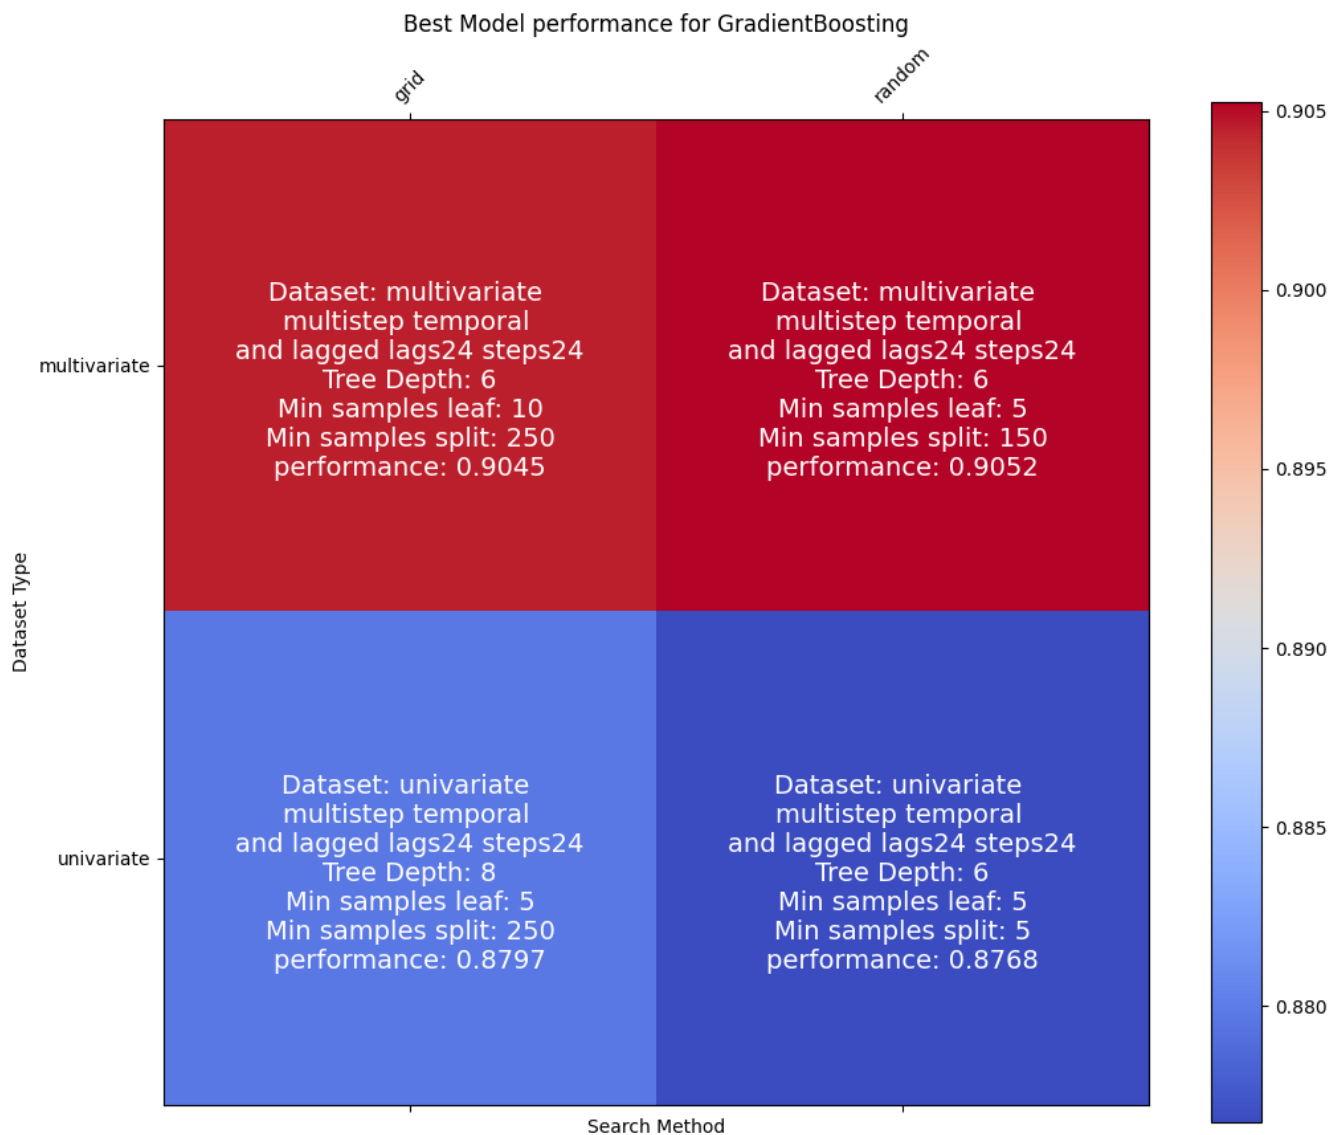 Best Model performance for GradientBoosting
grid
random
multivariate
univariate
Dataset Type
Search Method
Dataset: multivariate
multistep temporal
and lagged lags24 steps24
Tree Depth: 6
Min samples leaf: 10
Min samples split: 250
performance: 0.9045
Dataset: multivariate
multistep temporal
and lagged lags24 steps24
Tree Depth: 6
Min samples leaf: 5
Min samples split: 150
performance: 0.9052
Dataset: univariate
multistep temporal
and lagged lags24 steps24
Tree Depth: 8
Min samples leaf: 5
Min samples split: 250
performance: 0.8797
Dataset: univariate
multistep temporal
and lagged lags24 steps24
Tree Depth: 6
Min samples leaf: 5
Min samples split: 5
performance: 0.8768
0.905
0.900
0.895
0.890
0.885
0.880